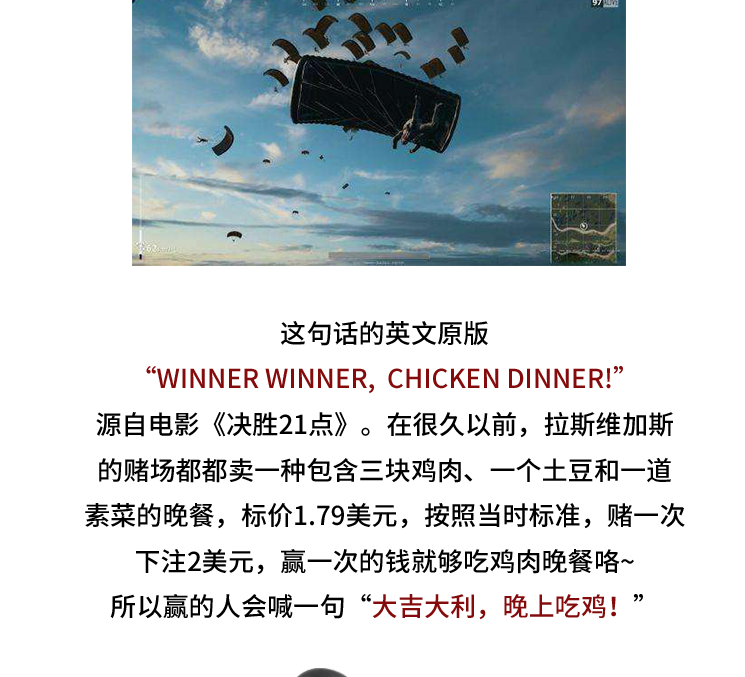 97
这句话的英文原版
“WINNER WINNER, CHICKEN DINNER!”
源自电影《决胜21点》。在很久以前，拉斯维加斯
的赌场都都卖一种包含三块鸡肉、一个土豆和一道
素菜的晚餐，标价1.79美元，按照当时标准，赌一次
下注2美元，赢一次的钱就够吃鸡肉晚餐咯~
所以赢的人会喊一句“大吉大利，晚上吃鸡！”